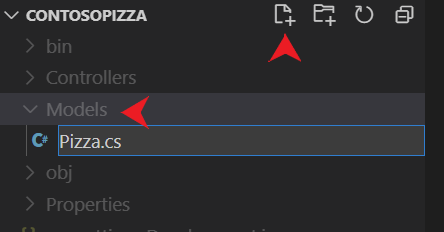 CONTOSOPIZZA
bin
Controllers
Models
C# Pizza.cs
obj
Properties